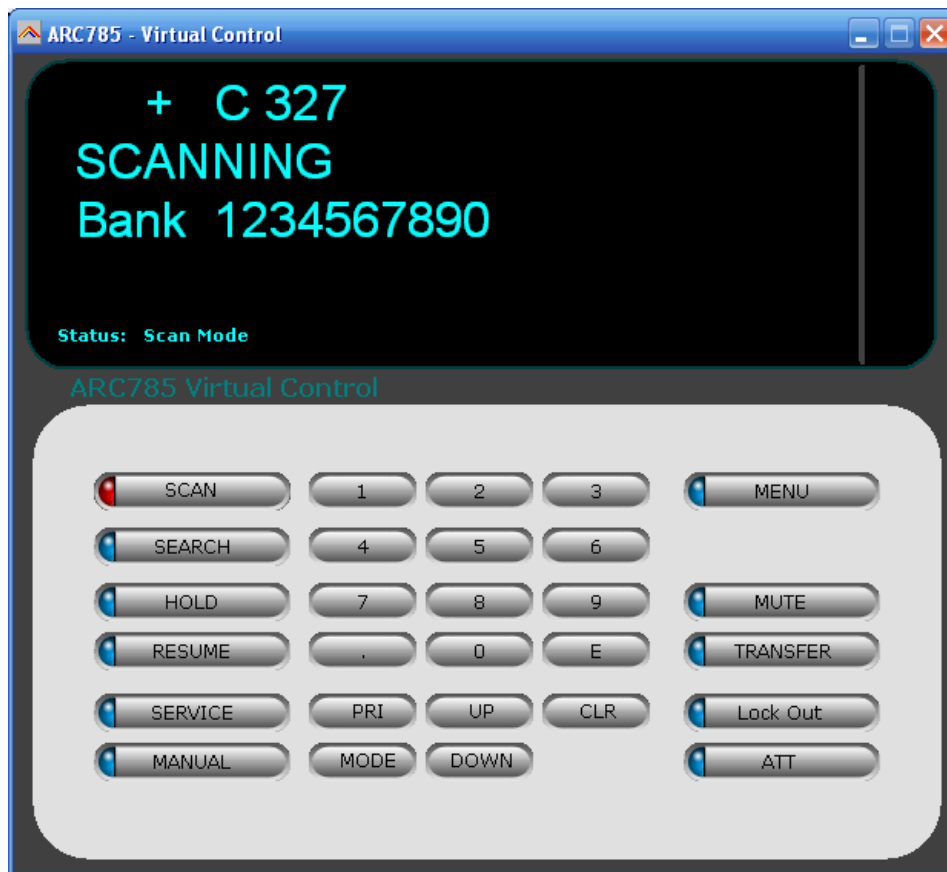 ARC785 - Virtual Control
+ C 327
SCANNING
Bank 1234567890
Status: Scan Mode
ARC785 Virtual Control
SCAN 1 2 3 MENU
SEARCH 4 5 6
HOLD 7 8 9 MUTE
RESUME . 0 E TRANSFER
SERVICE PRI UP CLR Lock Out
MANUAL MODE DOWN ATT